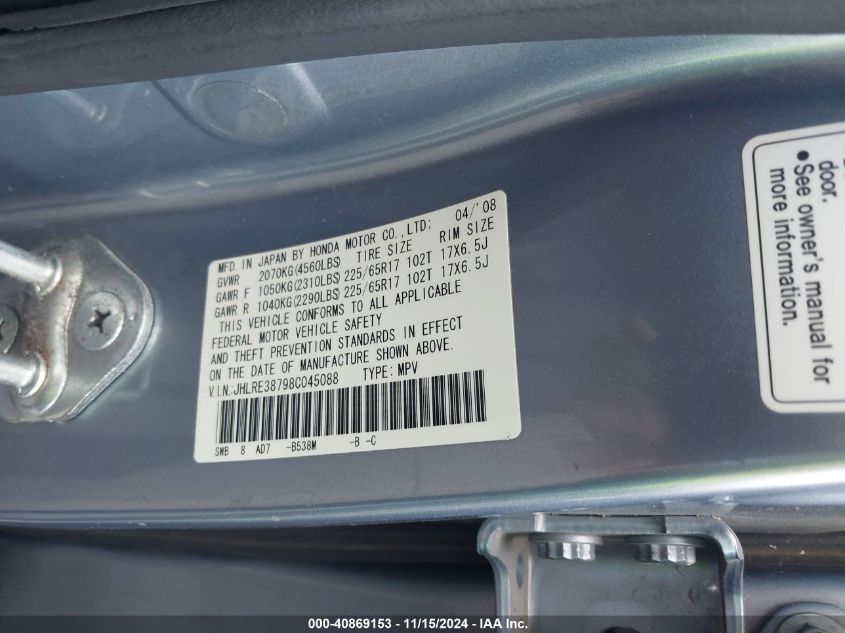 MFD. IN JAPAN BY HONDA MOTOR CO.,LTD; 04/'08
GVWR 2070KG(4560LBS) TIRE SIZE RIM SIZE
GAWR F 1050KG(2310LBS) 225/65R17 102T 17X6.5J
GAWR R 1040KG(2290LBS) 225/65R17 102T 17X6.5J
THIS VEHICLE CONFORMS TO ALL APPLICABLE
FEDERAL MOTOR VEHICLE SAFETY
AND THEFT PREVENTION STANDARDS IN EFFECT
ON THE DATE OF MANUFACTURE SHOWN ABOVE.
V.I.N:JHLRE38798C045088 TYPE: MPV
SWB 8 AD7 -B538M -B -C
door.
●See owner's manual for
more information.
000-40869153 - 11/15/2024 - IAA Inc.